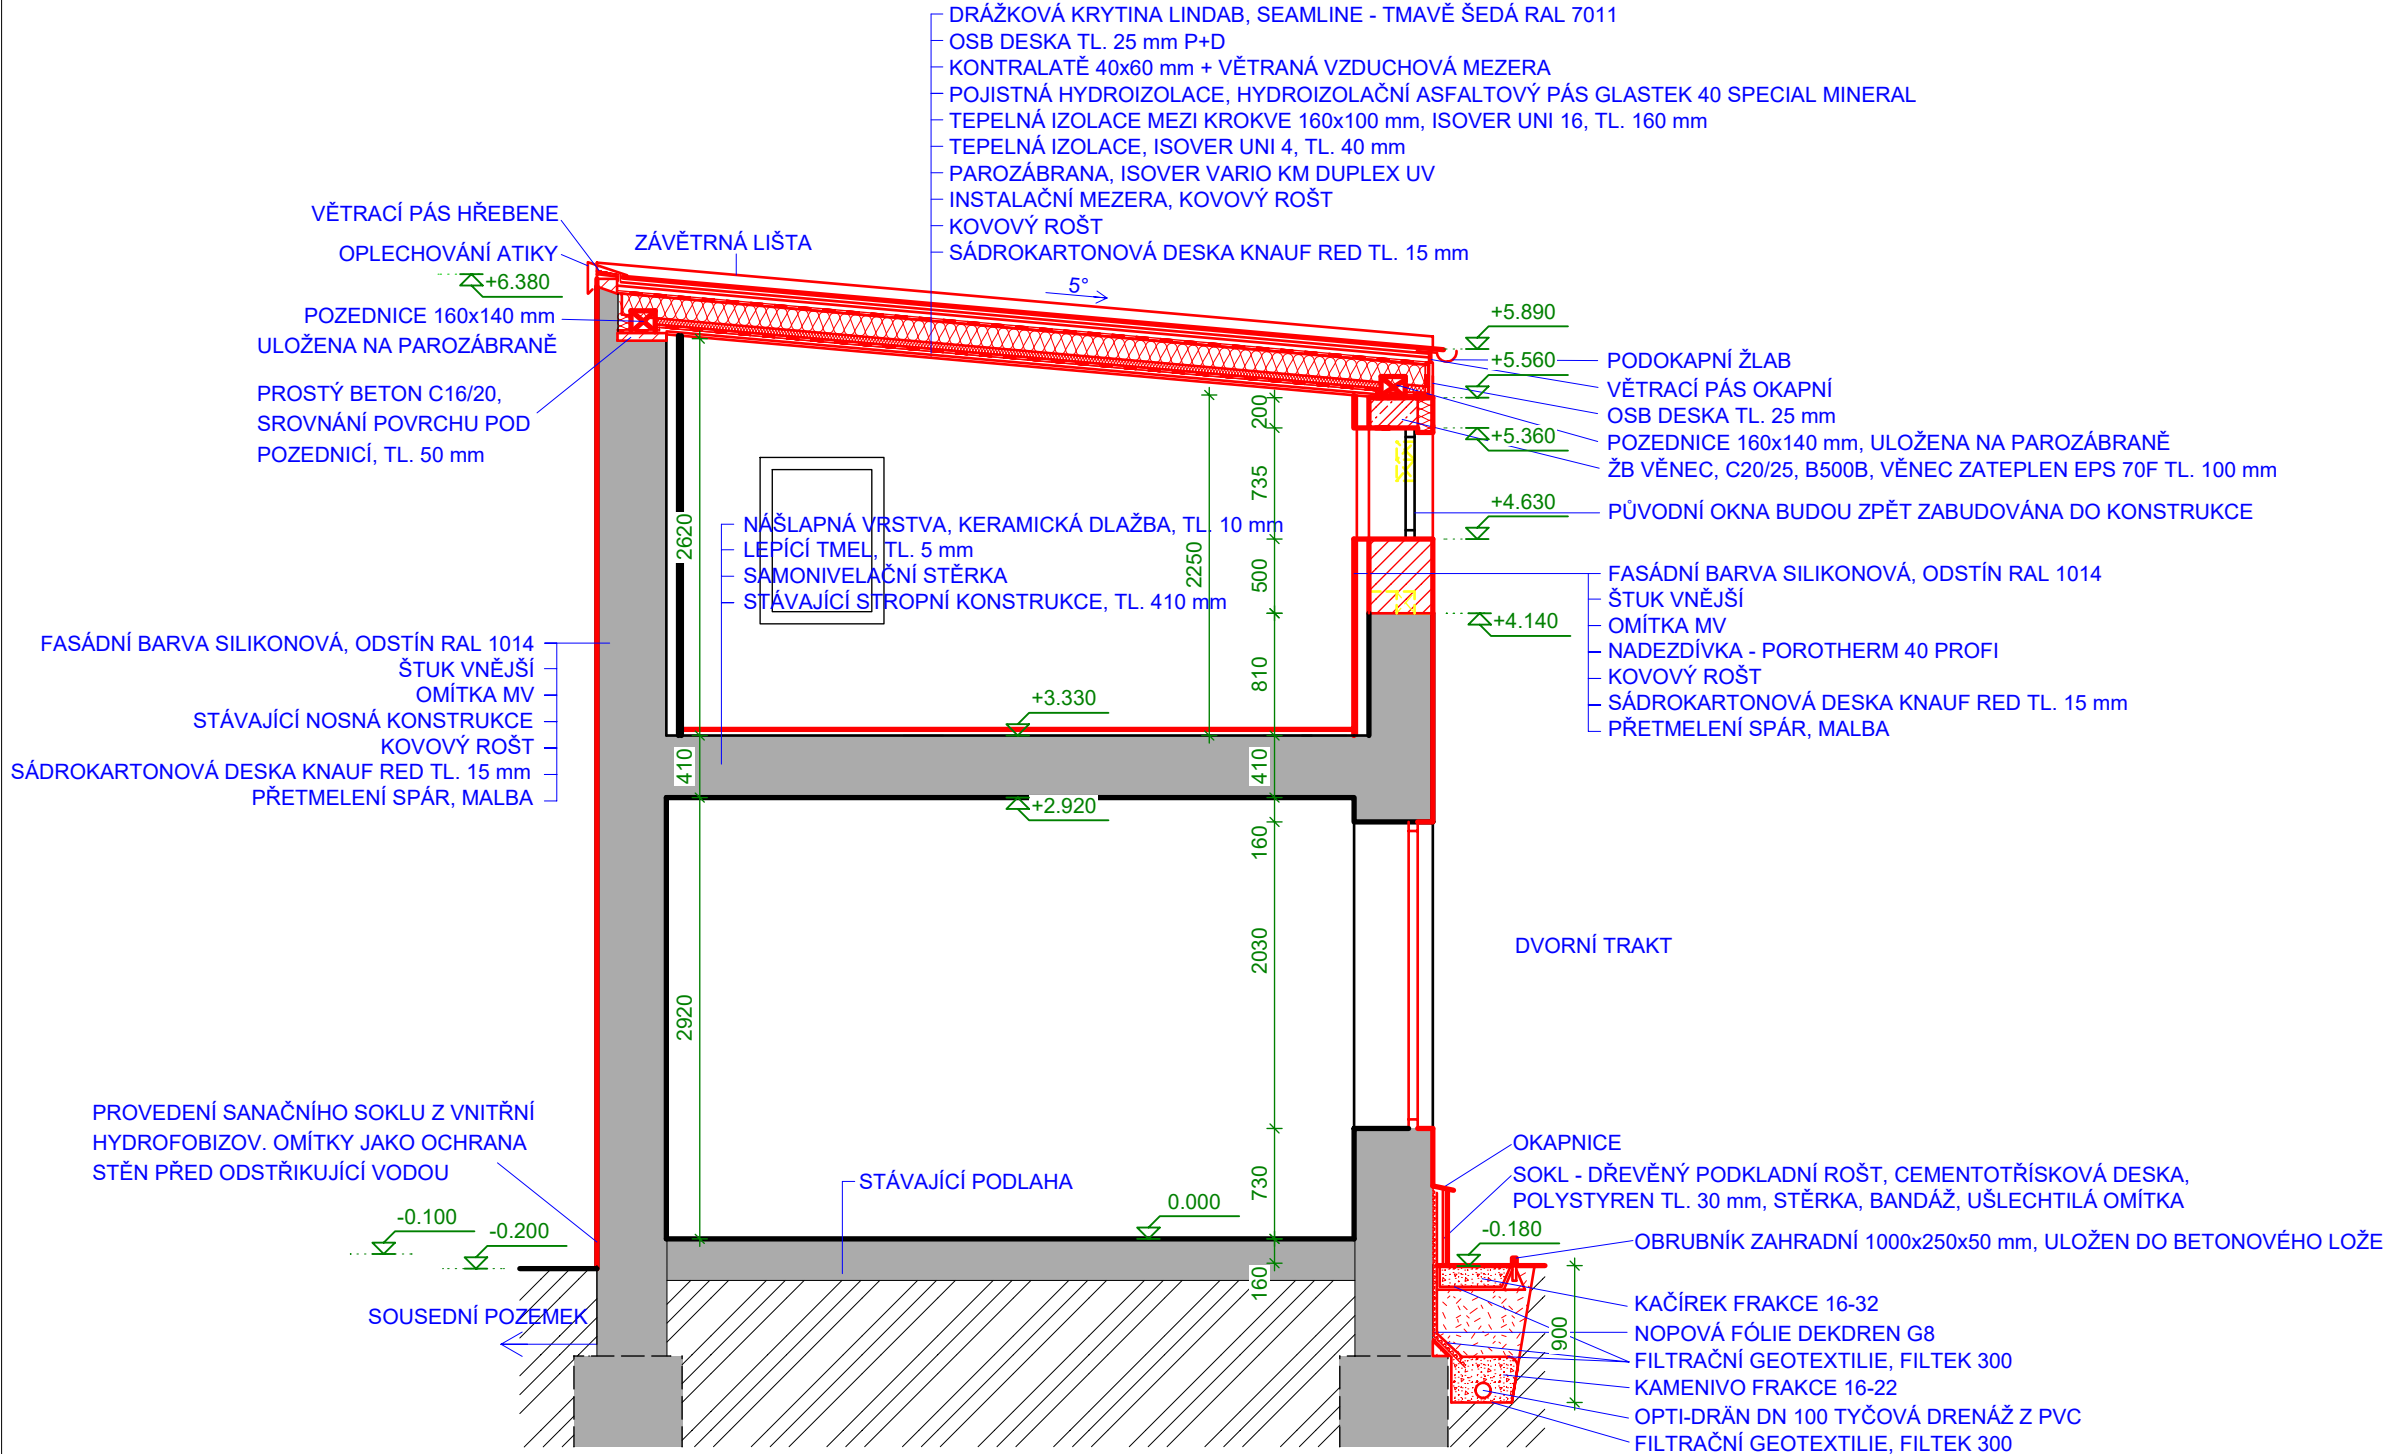 DRÁŽKOVÁ KRYTINA LINDAB, SEAMLINE - TMAVĚ ŠEDÁ RAL 7011
OSB DESKA TL. 25 mm P+D
KONTRALATĚ 40x60 mm + VĚTRANÁ VZDUCHOVÁ MEZERA
POJISTNÁ HYDROIZOLACE, HYDROIZOLAČNÍ ASFALTOVÝ PÁS GLASTEK 40 SPECIAL MINERAL
TEPELNÁ IZOLACE MEZI KROKVE 160x100 mm, ISOVER UNI 16, TL. 160 mm
TEPELNÁ IZOLACE, ISOVER UNI 4, TL. 40 mm
PAROZÁBRANA, ISOVER VARIO KM DUPLEX UV
INSTALAČNÍ MEZERA, KOVOVÝ ROŠT
KOVOVÝ ROŠT
SÁDROKARTONOVÁ DESKA KNAUF RED TL. 15 mm
VĚTRACÍ PÁS HŘEBENE
OPLECHOVÁNÍ ATIKY
ZÁVĚTRNÁ LIŠTA
+6.380
5°
POZEDNICE 160x140 mm
ULOŽENA NA PAROZÁBRANĚ
PROSTÝ BETON C16/20,
SROVNÁNÍ POVRCHU POD
POZEDNICÍ, TL. 50 mm
+5.890
+5.560
+5.360
+4.630
+4.140
PODOKAPNÍ ŽLAB
VĚTRACÍ PÁS OKAPNÍ
OSB DESKA TL. 25 mm
POZEDNICE 160x140 mm, ULOŽENA NA PAROZÁBRANĚ
ŽB VĚNEC, C20/25, B500B, VĚNEC ZATEPLEN EPS 70F TL. 100 mm
PŮVODNÍ OKNA BUDOU ZPĚT ZABUDOVÁNA DO KONSTRUKCE
200
735
500
810
410
160
2030
730
160
2250
2620
410
2920
NÁŠLAPNÁ VRSTVA, KERAMICKÁ DLAŽBA, TL. 10 mm
LEPÍCÍ TMEL, TL. 5 mm
SAMONIVELAČNÍ STĚRKA
STÁVAJÍCÍ STROPNÍ KONSTRUKCE, TL. 410 mm
FASÁDNÍ BARVA SILIKONOVÁ, ODSTÍN RAL 1014
ŠTUK VNĚJŠÍ
OMÍTKA MV
NADEZDÍVKA - POROTHERM 40 PROFI
KOVOVÝ ROŠT
SÁDROKARTONOVÁ DESKA KNAUF RED TL. 15 mm
PŘETMELENÍ SPÁR, MALBA
FASÁDNÍ BARVA SILIKONOVÁ, ODSTÍN RAL 1014
ŠTUK VNĚJŠÍ
OMÍTKA MV
STÁVAJÍCÍ NOSNÁ KONSTRUKCE
KOVOVÝ ROŠT
SÁDROKARTONOVÁ DESKA KNAUF RED TL. 15 mm
PŘETMELENÍ SPÁR, MALBA
+3.330
+2.920
DVORNÍ TRAKT
PROVEDENÍ SANAČNÍHO SOKLU Z VNITŘNÍ
HYDROFOBIZOV. OMÍTKY JAKO OCHRANA
STĚN PŘED ODSTŘIKUJÍCÍ VODOU
STÁVAJÍCÍ PODLAHA
0.000
-0.100
-0.200
-0.180
SOUSEDNÍ POZEMEK
OKAPNICE
SOKL - DŘEVĚNÝ PODKLADNÍ ROŠT, CEMENTOTŘÍSKOVÁ DESKA,
POLYSTYREN TL. 30 mm, STĚRKA, BANDÁŽ, UŠLECHTILÁ OMÍTKA
OBRUBNÍK ZAHRADNÍ 1000x250x50 mm, ULOŽEN DO BETONOVÉHO LOŽE
900
KAČÍREK FRAKCE 16-32
NOPOVÁ FÓLIE DEKDREN G8
FILTRAČNÍ GEOTEXTILIE, FILTEK 300
KAMENIVO FRAKCE 16-22
OPTI-DRÄN DN 100 TYČOVÁ DRENÁŽ Z PVC
FILTRAČNÍ GEOTEXTILIE, FILTEK 300